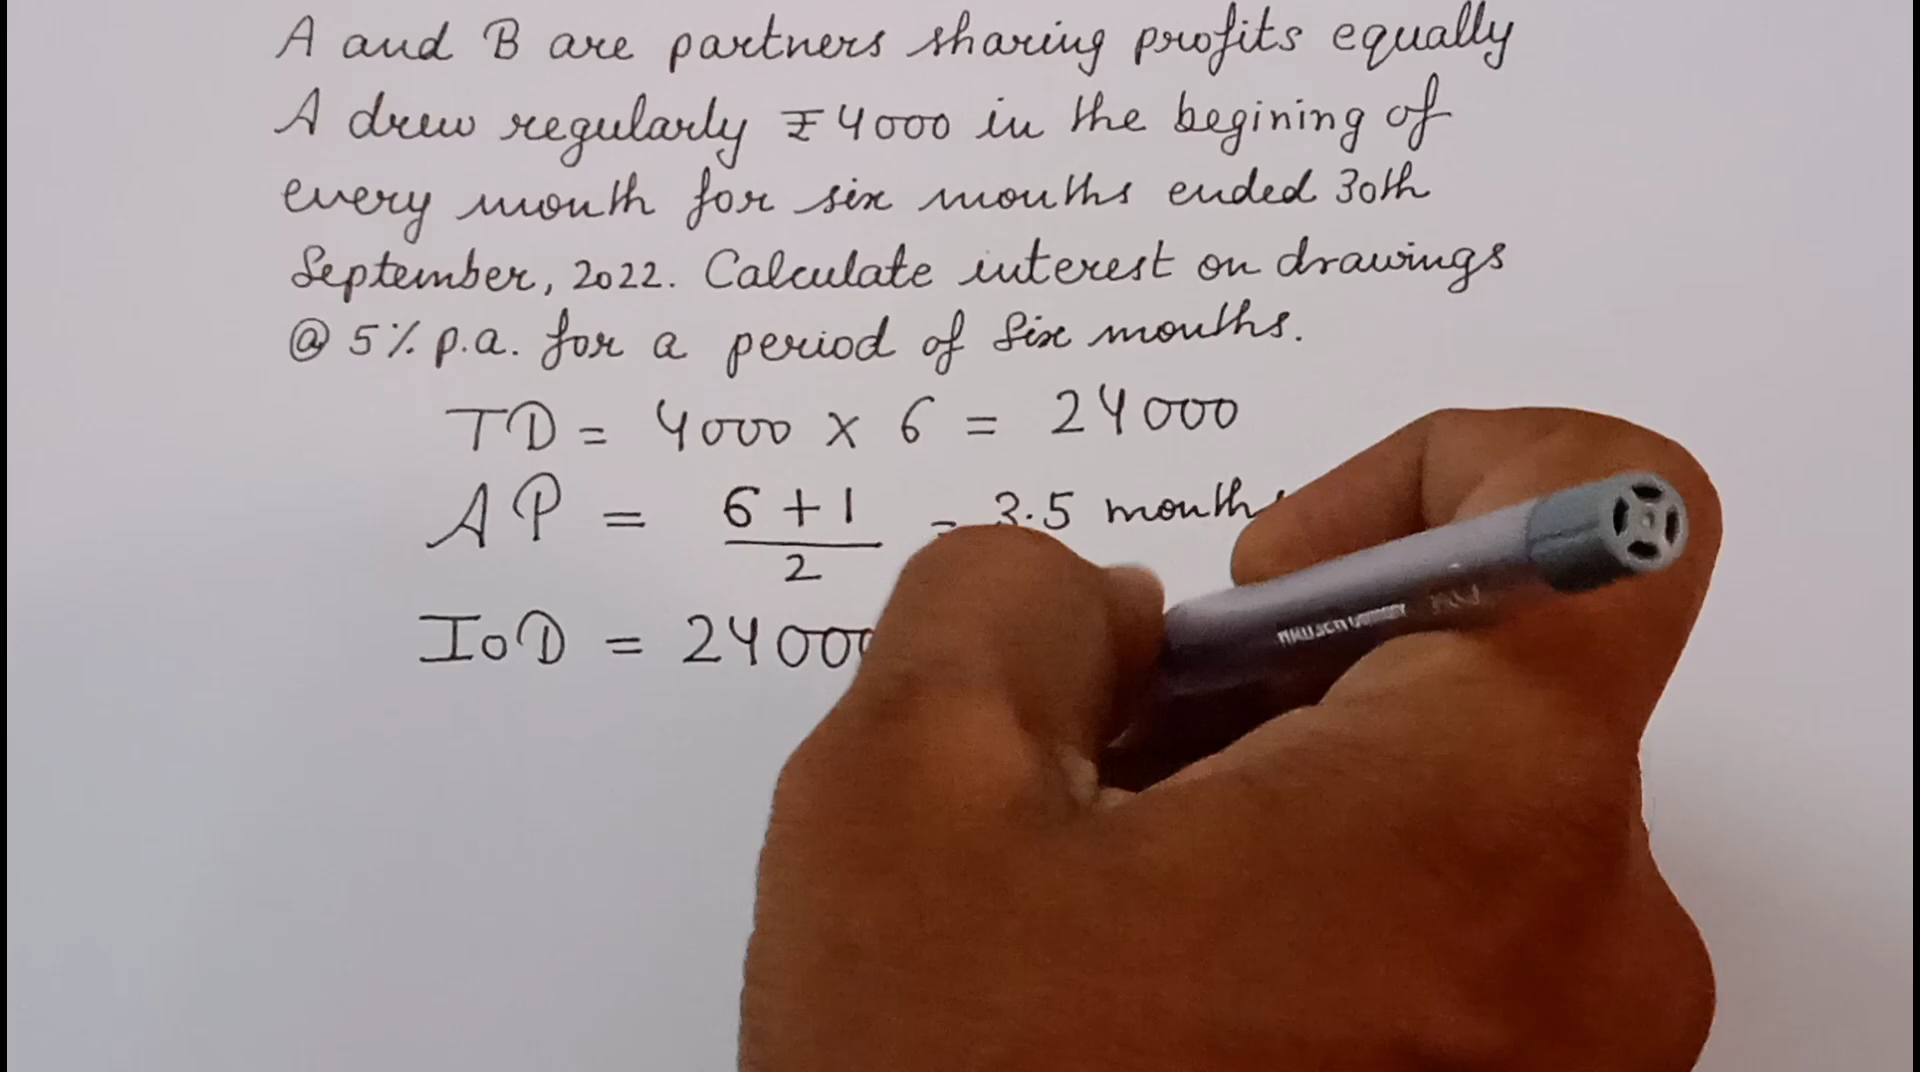 A and B are partners sharing profits equally
A drew regularly ₹4000 in the begining of
every month for six months ended 30th
September, 2022. Calculate interest on drawings
@ 5% p.a. for a period of Six months.
TD = 4000 x 6 = 24000
AP = 6 + 1 / 2 = 3.5 months
IoD = 24000